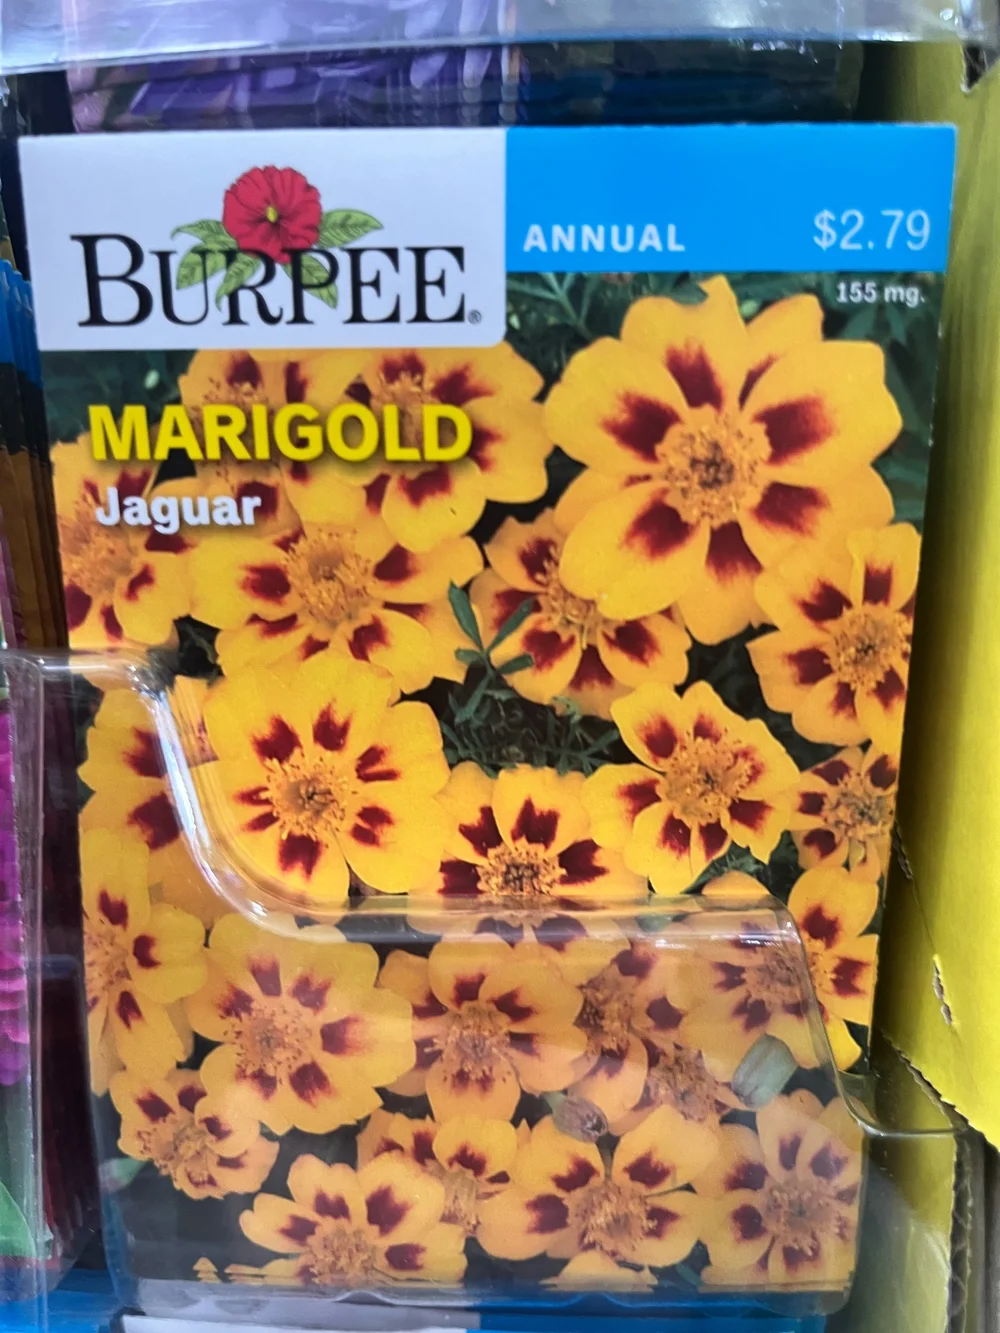 BURPEE®
ANNUAL $2.79
155 mg.
MARIGOLD
Jaguar